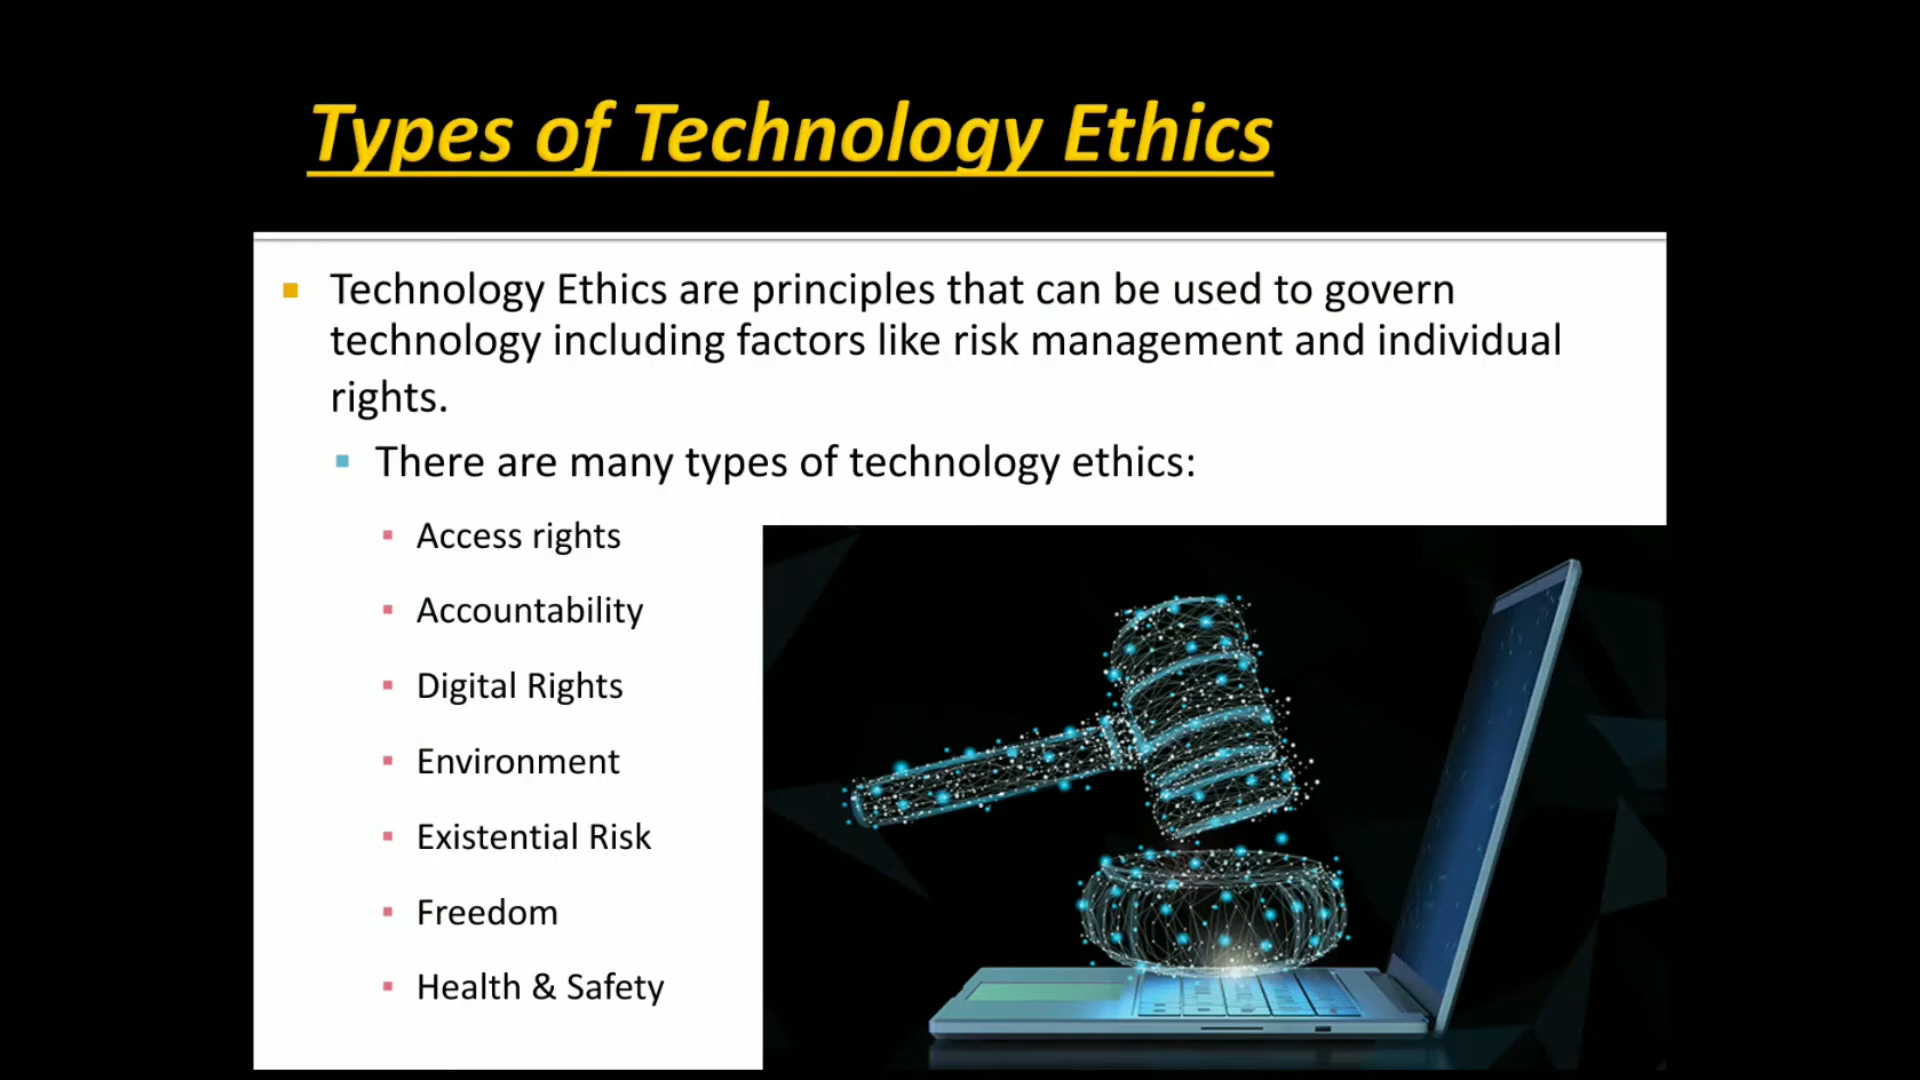 Types of Technology Ethics
Technology Ethics are principles that can be used to govern
technology including factors like risk management and individual
rights.
There are many types of technology ethics:
Access rights
Accountability
Digital Rights
Environment
Existential Risk
Freedom
Health & Safety